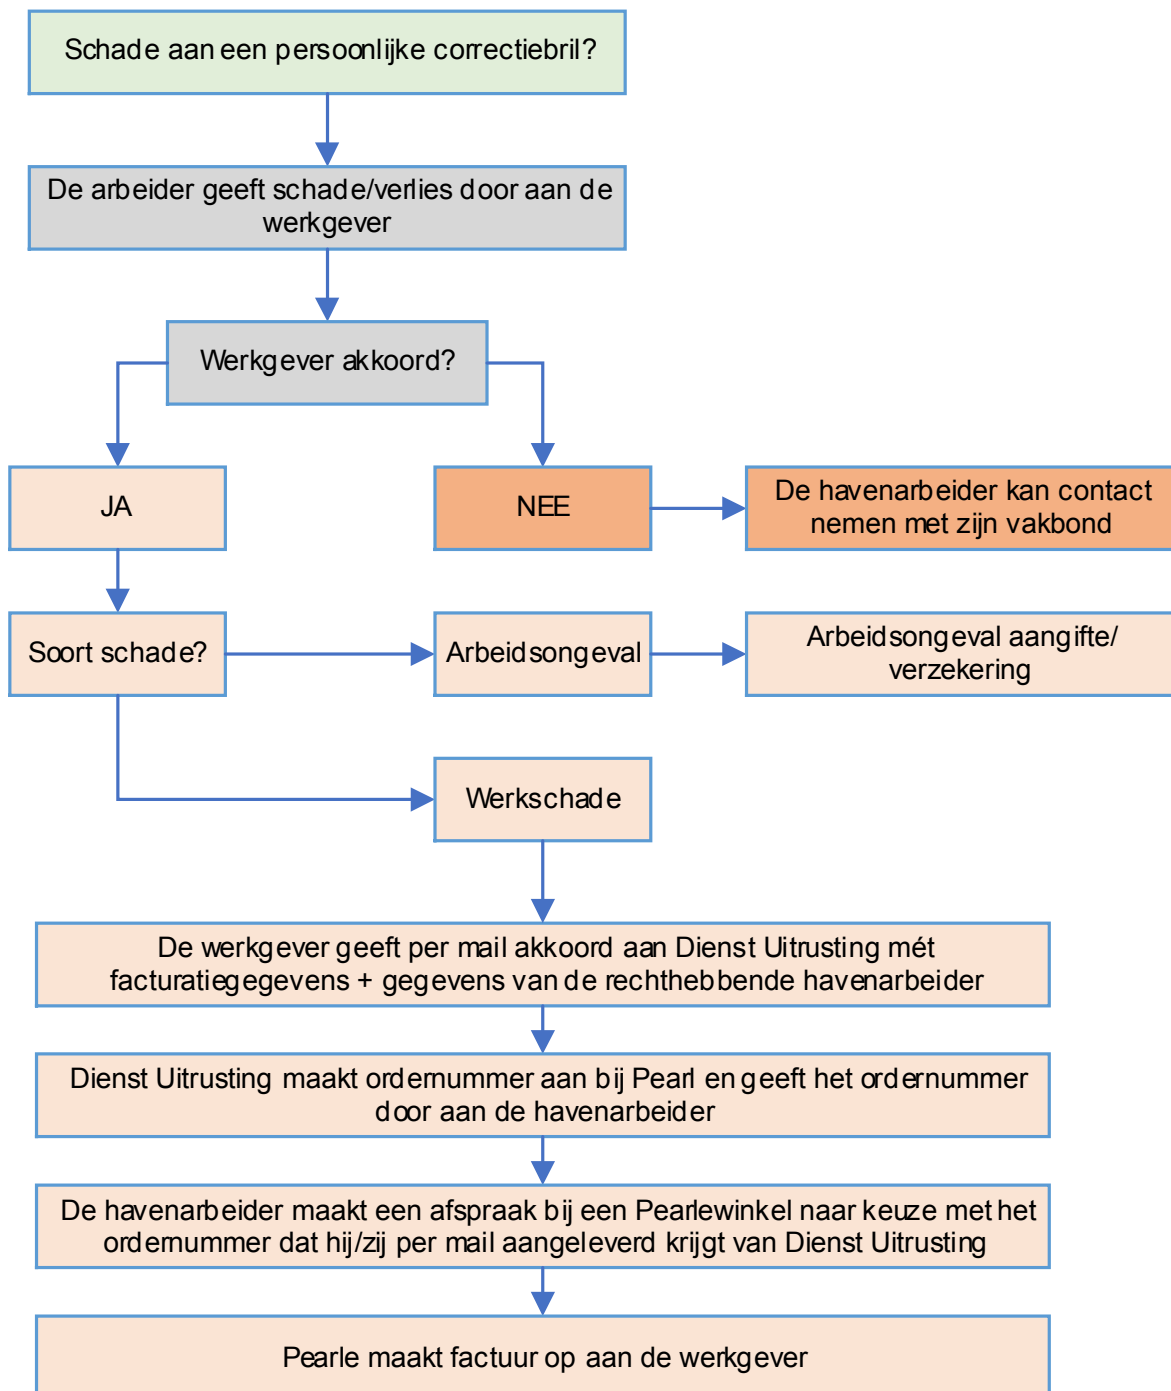 Schade aan een persoonlijke correctiebril?
De arbeider geeft schade/verlies door aan de
werkgever
Werkgever akkoord?
JA
NEE
De havenarbeider kan contact
nemen met zijn vakbond
Soort schade?
Arbeidsongeval
Arbeidsongeval aangifte/
verzekering
Werkschade
De werkgever geeft per mail akkoord aan Dienst Uitrusting mét
facturatiegegevens + gegevens van de rechthebbende havenarbeider
Dienst Uitrusting maakt ordernummer aan bij Pearl en geeft het ordernummer
door aan de havenarbeider
De havenarbeider maakt een afspraak bij een Pearlewinkel naar keuze met het
ordernummer dat hij/zij per mail aangeleverd krijgt van Dienst Uitrusting
Pearle maakt factuur op aan de werkgever